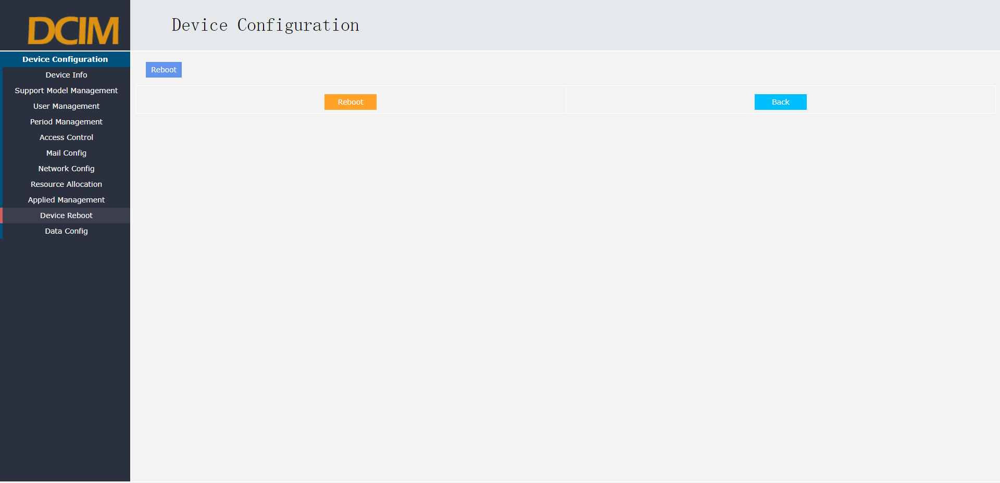 DCIM
Device Configuration
Device Configuration
Device Info
Support Model Management
User Management
Period Management
Access Control
Mail Config
Network Config
Resource Allocation
Applied Management
Device Reboot
Data Config
Reboot
Reboot
Back